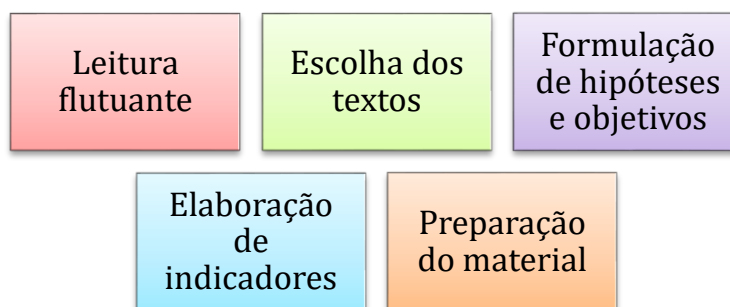 Leitura
flutuante
Escolha dos
textos
Formulação
de hipóteses
e objetivos
Elaboração
de
indicadores
Preparação
do material